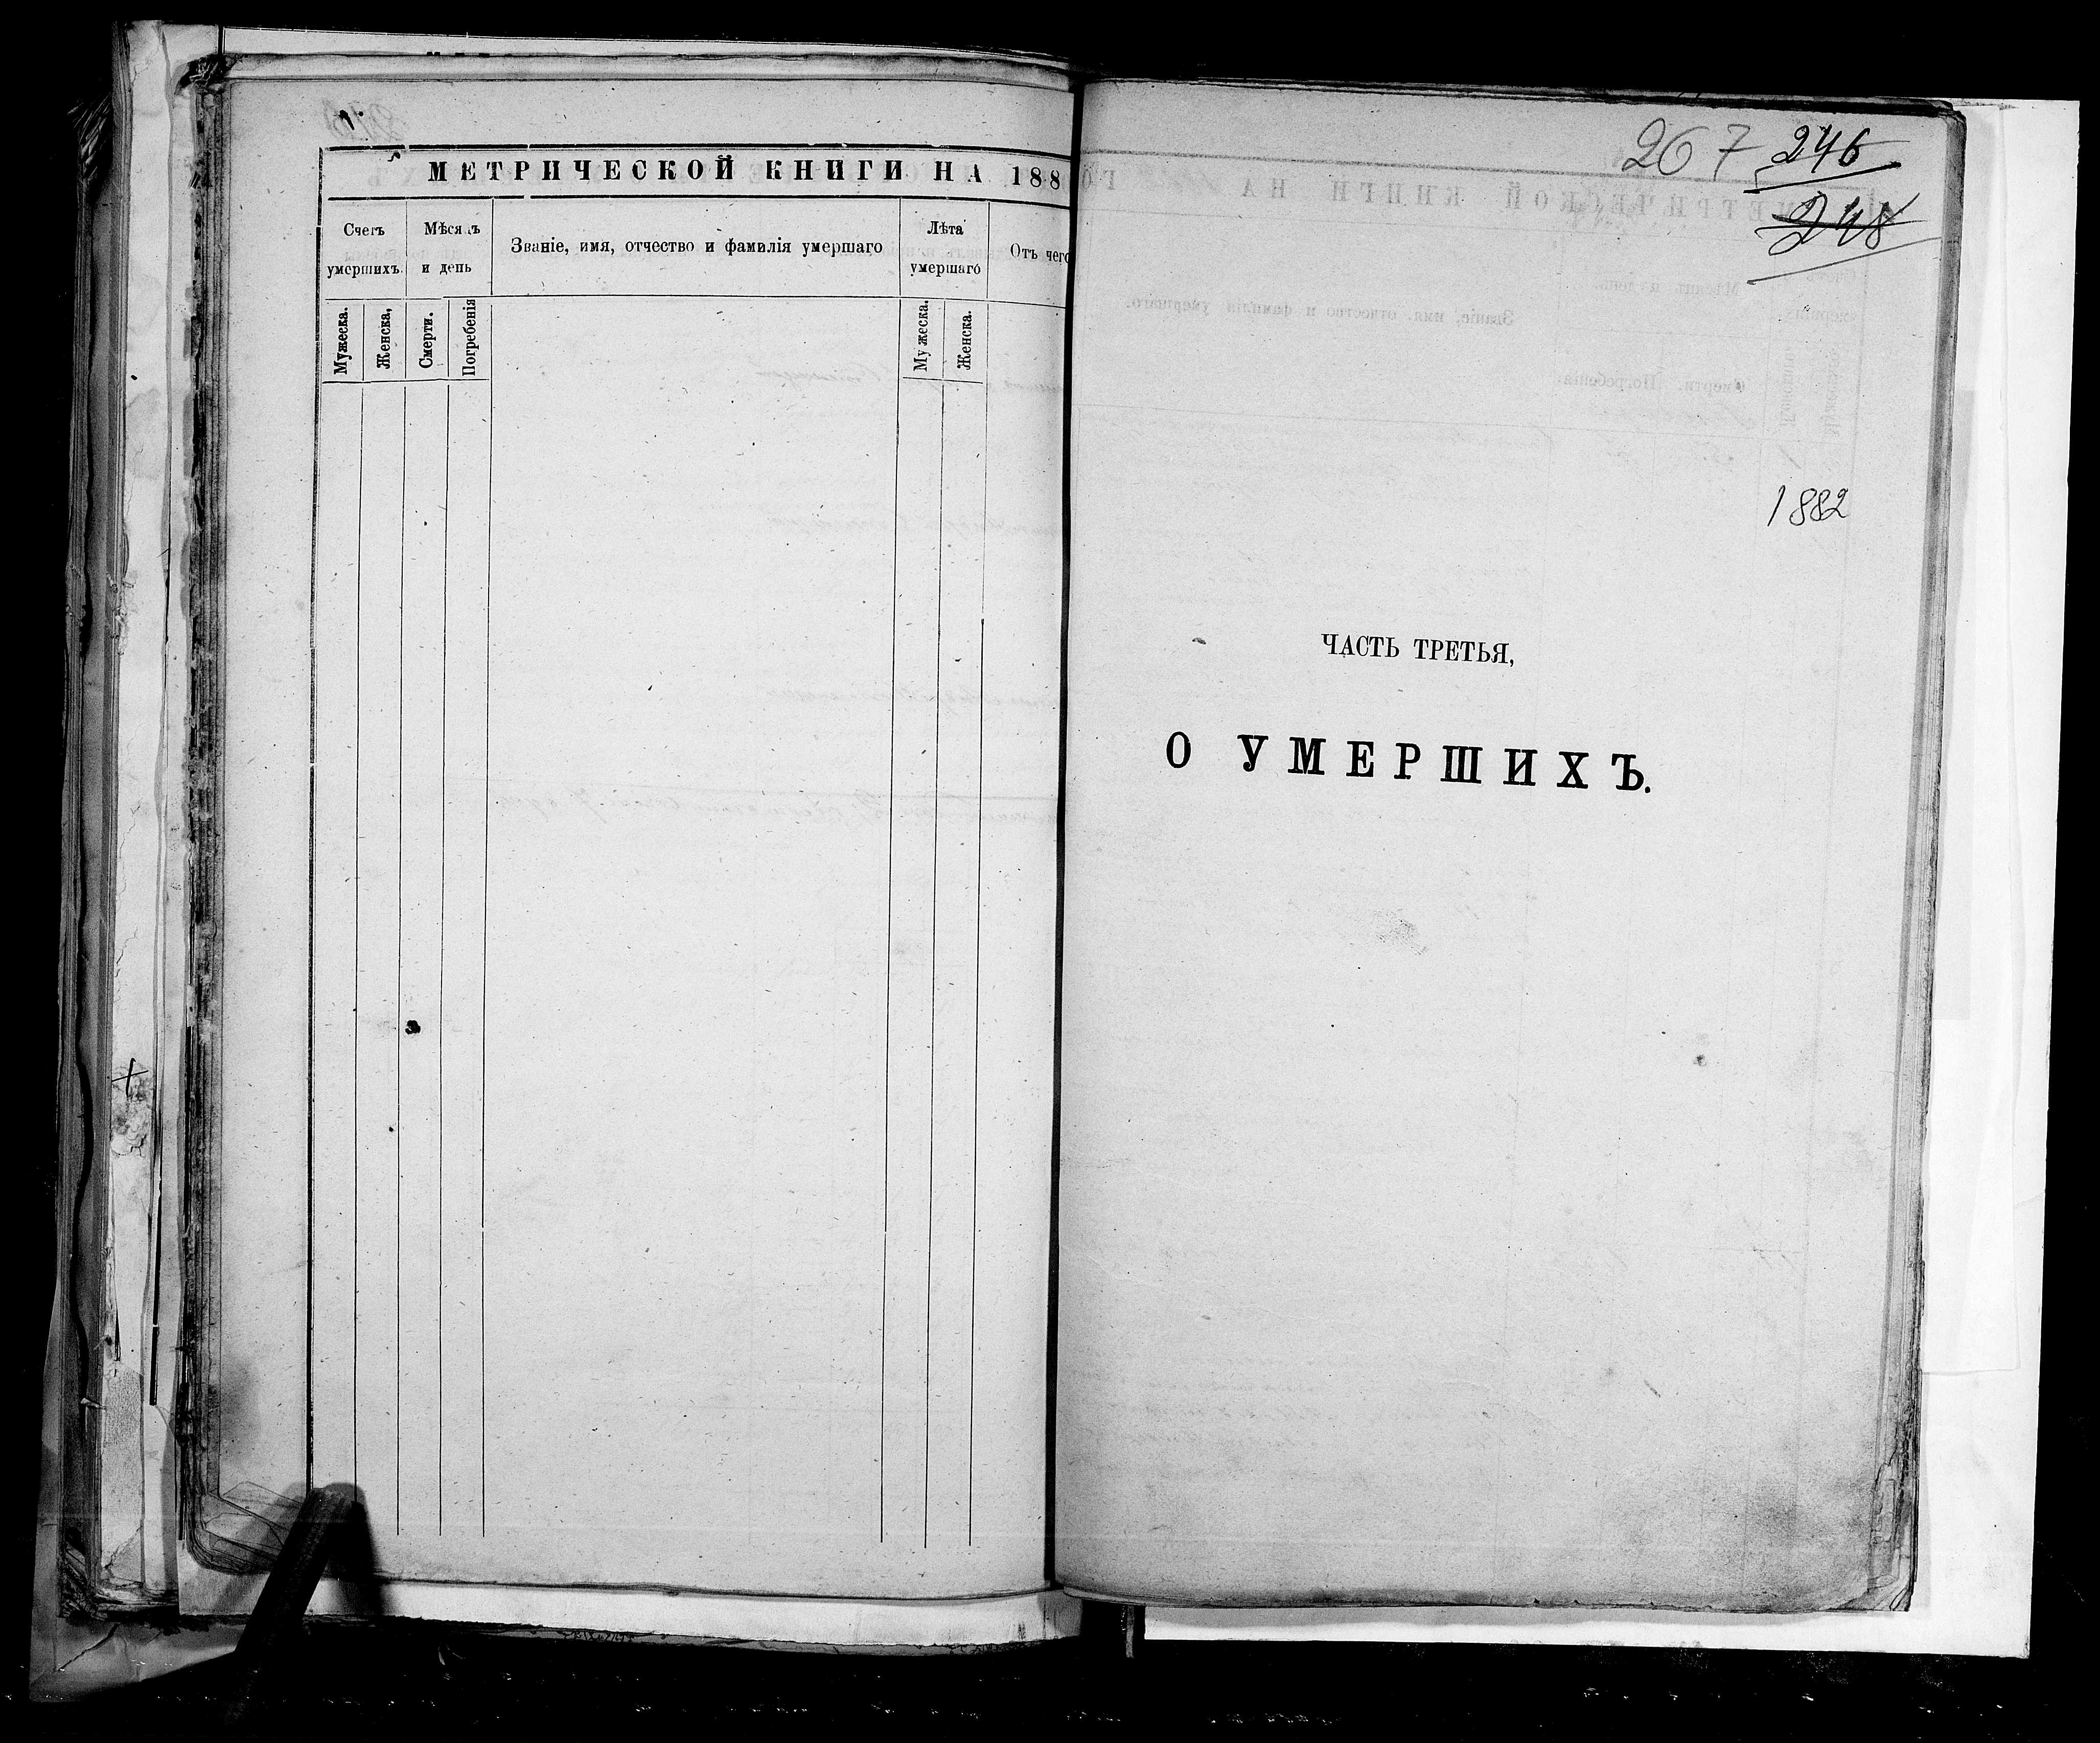 МЕТРИЧЕСКОЙ КНИГИ НА 188
Счетъ умершихъ.
Мѣсяцъ и день
Званіе, имя, отчество и фамилія умершаго
Лѣта умершаго
Отъ чего
Мужеска.
Женска,
Смерти.
Погребенія
Мужеска.
Женска.
267 246
248
1882
ЧАСТЬ ТРЕТЬЯ,
О УМЕРШИХЪ.